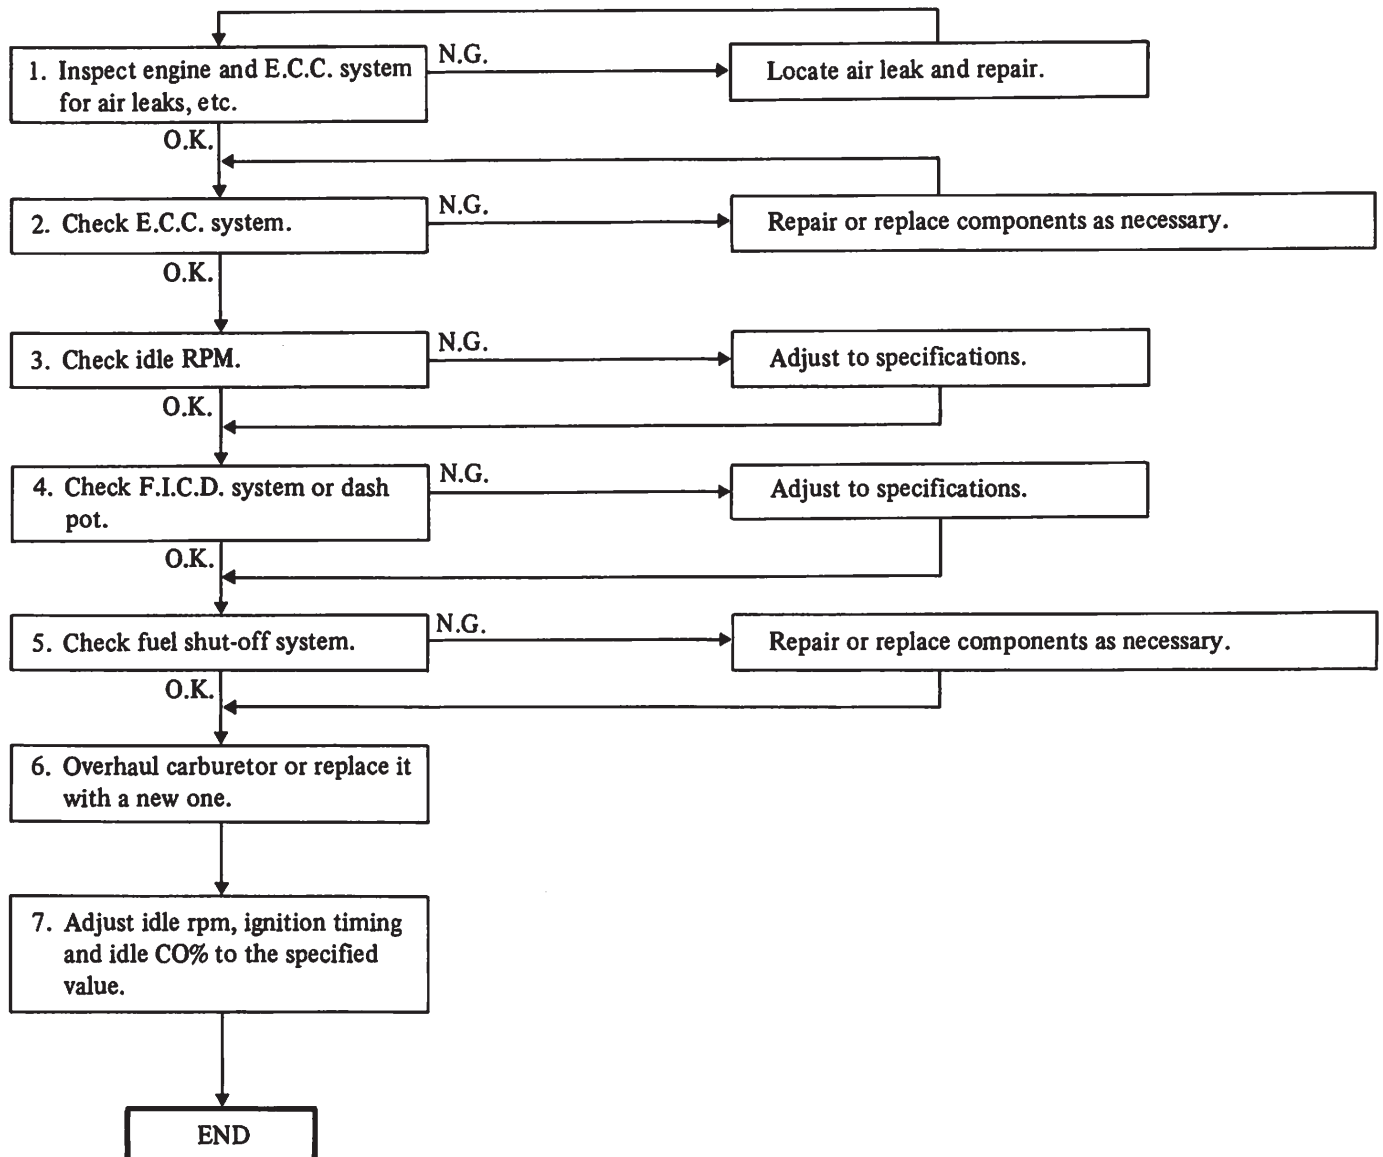 1. Inspect engine and E.C.C. system
for air leaks, etc.
N.G.
Locate air leak and repair.
O.K.
2. Check E.C.C. system.
N.G.
Repair or replace components as necessary.
O.K.
3. Check idle RPM.
N.G.
Adjust to specifications.
O.K.
4. Check F.I.C.D. system or dash
pot.
N.G.
Adjust to specifications.
O.K.
5. Check fuel shut-off system.
N.G.
Repair or replace components as necessary.
O.K.
6. Overhaul carburetor or replace it
with a new one.
7. Adjust idle rpm, ignition timing
and idle CO% to the specified
value.
END